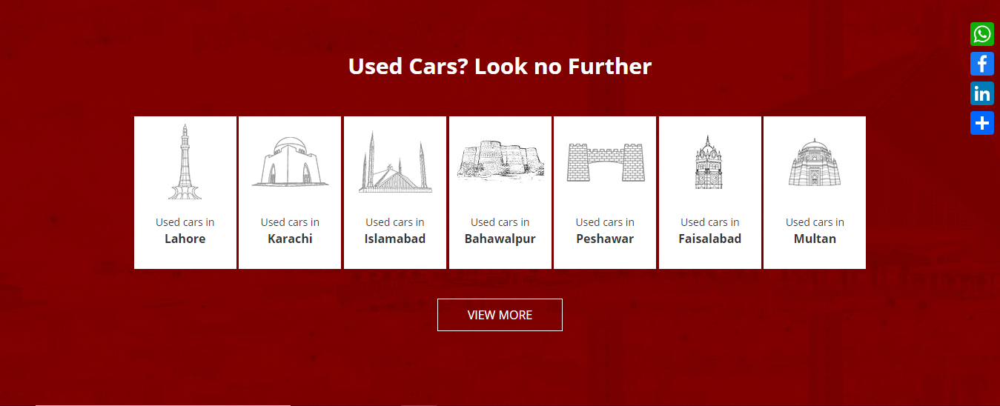 Used Cars? Look no Further
Used cars in
Lahore
Used cars in
Karachi
Used cars in
Islamabad
Used cars in
Bahawalpur
Used cars in
Peshawar
Used cars in
Faisalabad
Used cars in
Multan
VIEW MORE